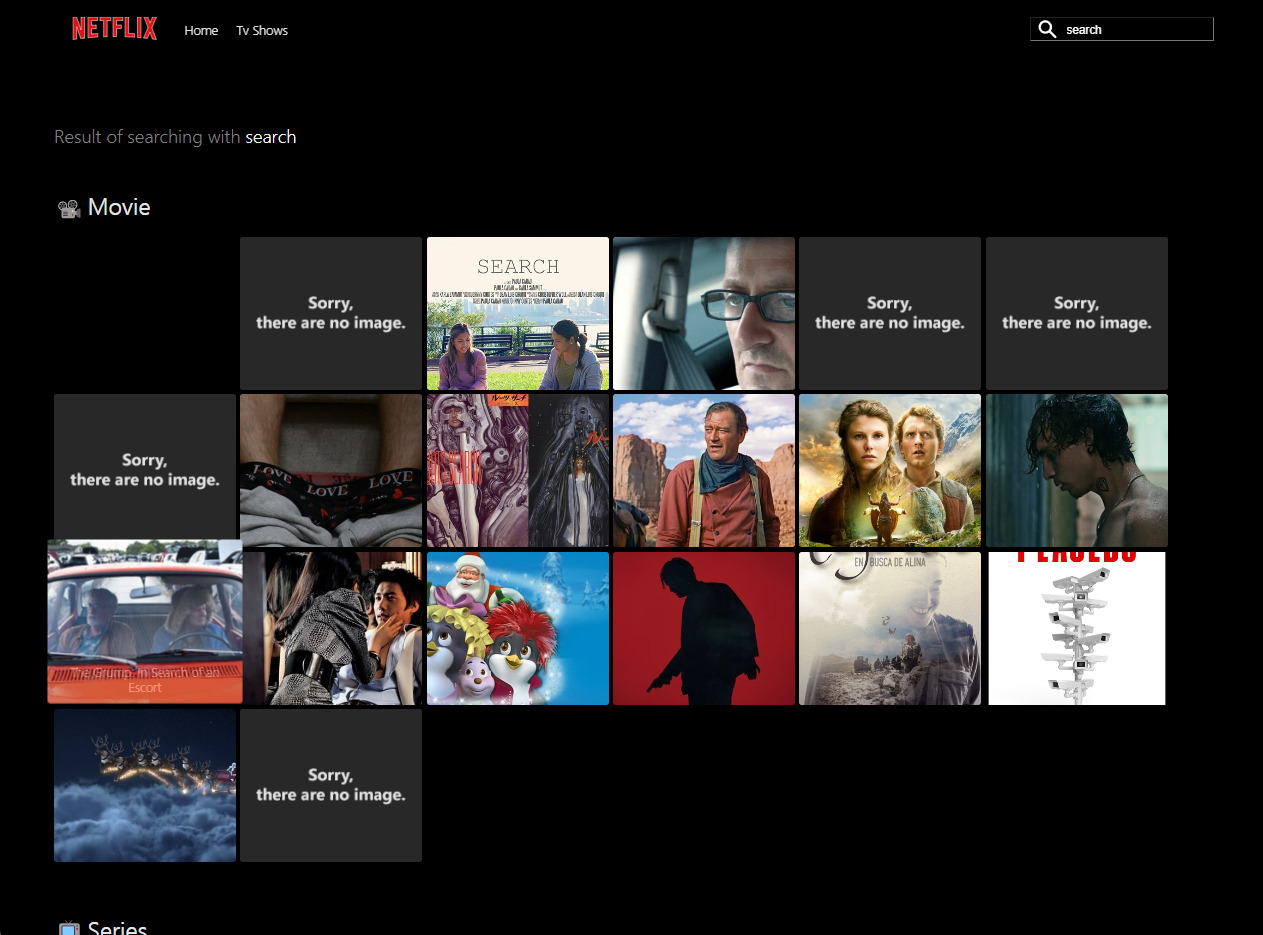 NETFLIX
Home
Tv Shows
search
Result of searching with search
Movie
Sorry,
there are no image.
SEARCH
Sorry,
there are no image.
Sorry,
there are no image.
Sorry,
there are no image.
LOVE LOVE LOVE
EN BUSCA DE ALINA
PLACEBO
The Grump: In Search of an
Escort
Sorry,
there are no image.
Series